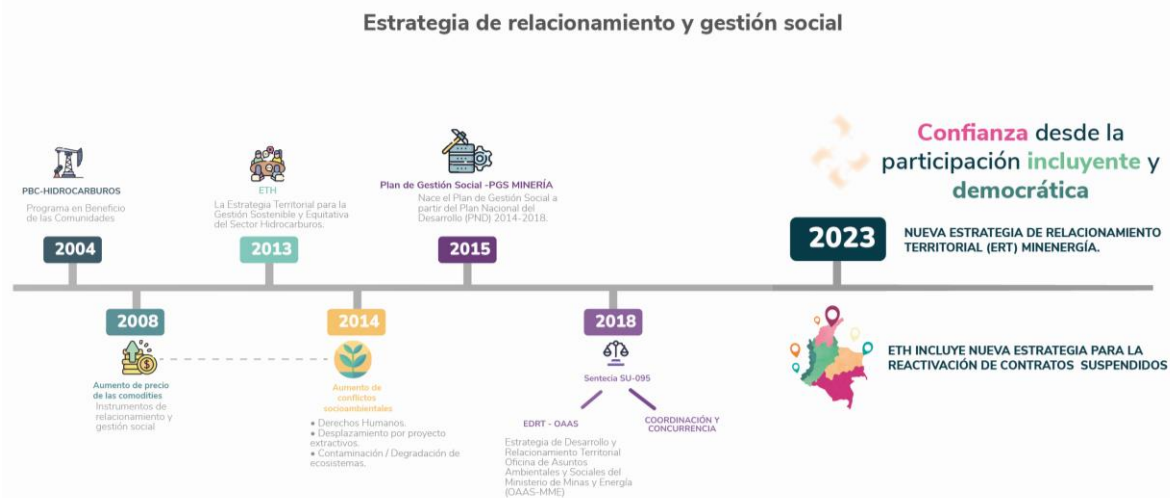 Estrategia de relacionamiento y gestión social
Confianza desde la
participación incluyente y
democrática
PBC-HIDROCARBUROS
Programa en Beneficio
de las Comunidades
2004
ETH
La Estrategia Territorial para la
Gestión Sostenible y Equitativa
del Sector Hidrocarburos.
2013
Plan de Gestión Social -PGS MINERÍA
Nace el Plan de Gestión Social a
partir del Plan Nacional del
Desarrollo (PND) 2014-2018.
2015
2023
NUEVA ESTRATEGIA DE RELACIONAMIENTO
TERRITORIAL (ERT) MINENERGÍA.
2008
Aumento de precio
de las comodities
Instrumentos de
relacionamiento y
gestión social
2014
Aumento de
conflictos
socioambientales
• Derechos Humanos.
• Desplazamiento por proyecto
extractivos.
• Contaminación / Degradación de
ecosistemas.
2018
Sentecia SU-095
EDRT - OAAS
Estrategia de Desarrollo y
Relacionamiento Territorial
Oficina de Asuntos
Ambientales y Sociales del
Ministerio de Minas y Energía
(OAAS-MME)
COORDINACIÓN Y
CONCURRENCIA
ETH INCLUYE NUEVA ESTRATEGIA PARA LA
REACTIVACIÓN DE CONTRATOS SUSPENDIDOS